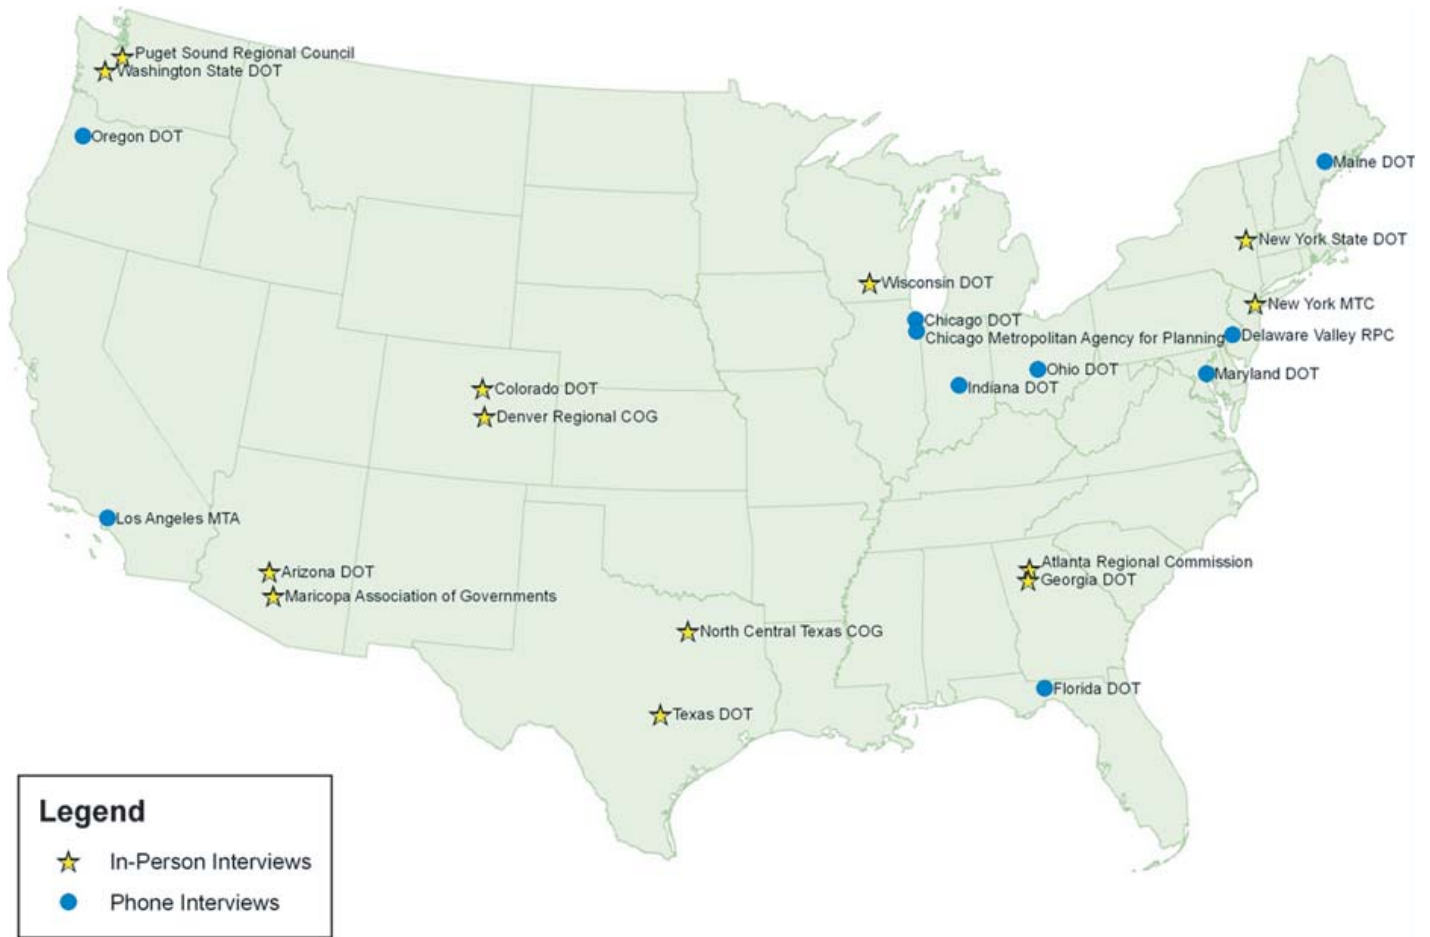 Puget Sound Regional Council
Washington State DOT
Oregon DOT
Maine DOT
New York State DOT
Wisconsin DOT
New York MTC
Chicago DOT
Chicago Metropolitan Agency for Planning
Delaware Valley RPC
Ohio DOT
Maryland DOT
Indiana DOT
Colorado DOT
Denver Regional COG
Los Angeles MTA
Atlanta Regional Commission
Arizona DOT
Georgia DOT
Maricopa Association of Governments
North Central Texas COG
Florida DOT
Texas DOT
Legend
In-Person Interviews
Phone Interviews